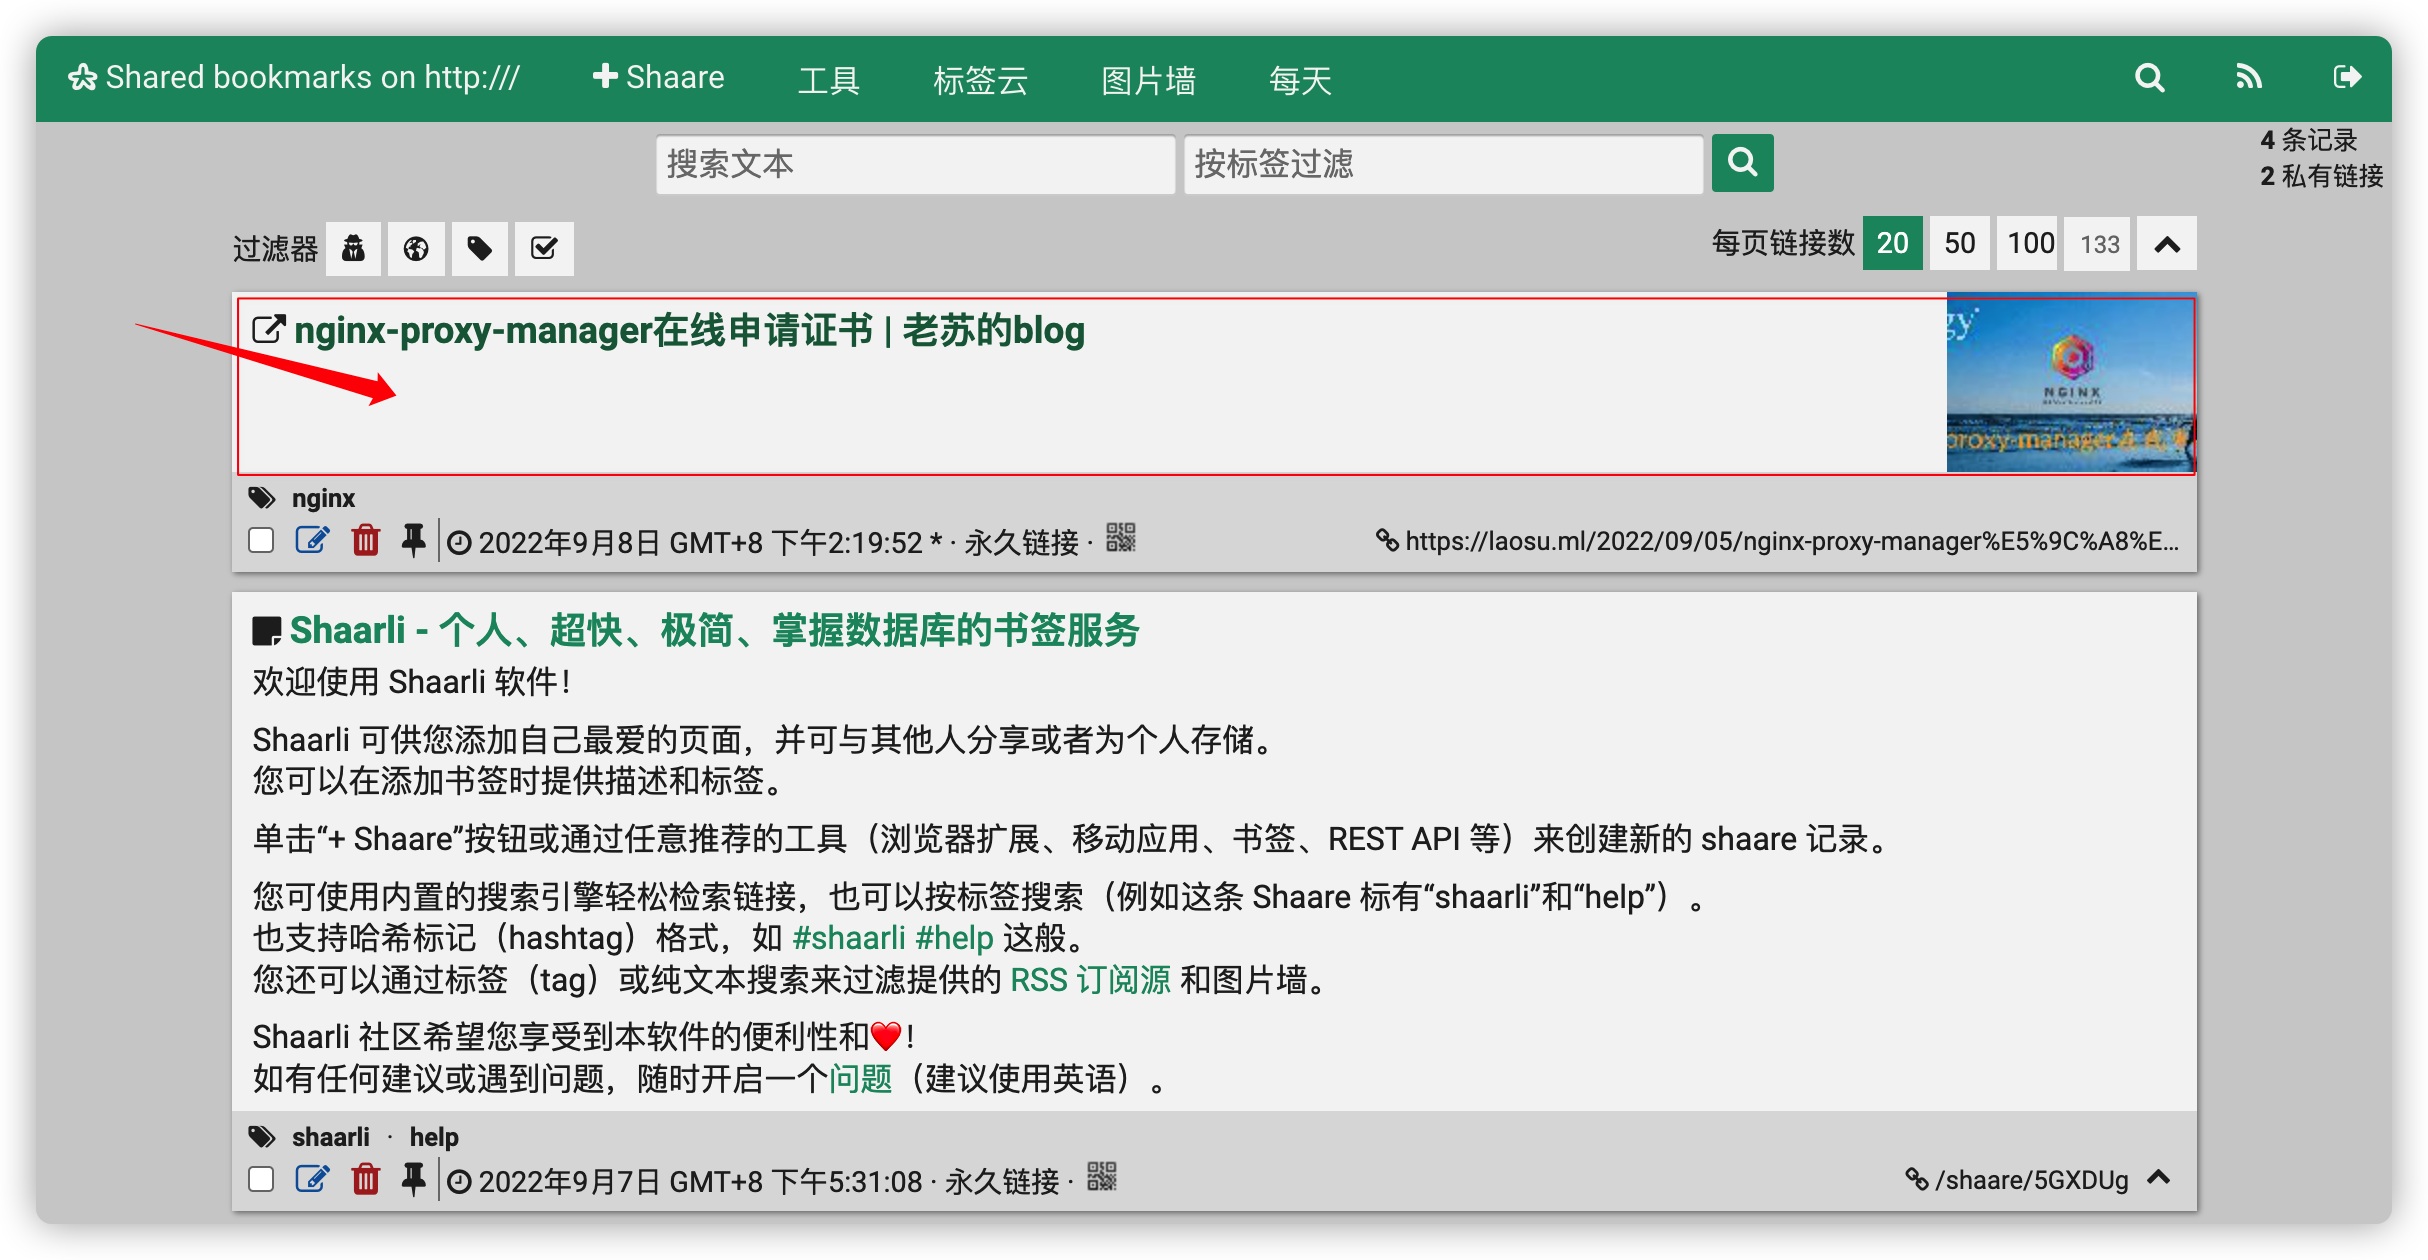 Shared bookmarks on http:///
Shaare
工具
标签云
图片墙
每天
4 条记录
2 私有链接
搜索文本
按标签过滤
过滤器
每页链接数 20 50 100 133
nginx-proxy-manager在线申请证书 | 老苏的blog
gy
NGINX
proxy-manager
nginx
2022年9月8日 GMT+8 下午2:19:52 * · 永久链接 ·
https://laosu.ml/2022/09/05/nginx-proxy-manager%E5%9C%A8%E...
Shaarli - 个人、超快、极简、掌握数据库的书签服务
欢迎使用 Shaarli 软件！
Shaarli 可供您添加自己最爱的页面，并可与其他人分享或者为个人存储。
您可以在添加书签时提供描述和标签。
单击“+ Shaare”按钮或通过任意推荐的工具（浏览器扩展、移动应用、书签、REST API 等）来创建新的 shaare 记录。
您可使用内置的搜索引擎轻松检索链接，也可以按标签搜索（例如这条 Shaare 标有“shaarli”和“help”）。
也支持哈希标记（hashtag）格式，如 #shaarli #help 这般。
您还可以通过标签（tag）或纯文本搜索来过滤提供的 RSS 订阅源 和图片墙。
Shaarli 社区希望您享受到本软件的便利性和❤️！
如有任何建议或遇到问题，随时开启一个问题（建议使用英语）。
shaarli · help
2022年9月7日 GMT+8 下午5:31:08 · 永久链接 ·
/shaare/5GXDUg